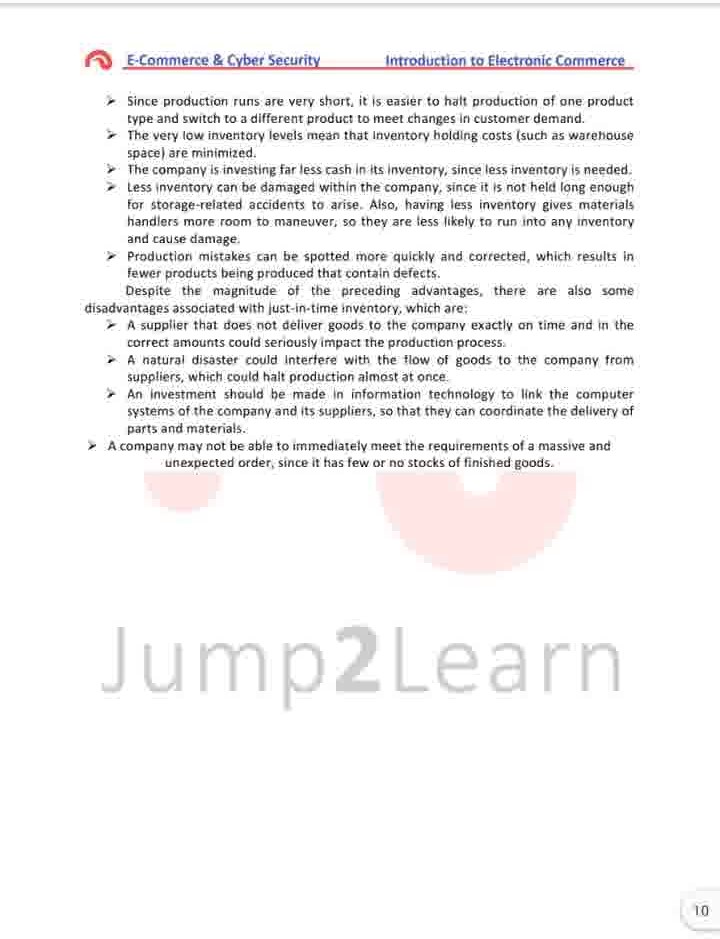 E-Commerce & Cyber Security Introduction to Electronic Commerce
➢ Since production runs are very short, it is easier to halt production of one product
type and switch to a different product to meet changes in customer demand.
➢ The very low inventory levels mean that inventory holding costs (such as warehouse
space) are minimized.
➢ The company is investing far less cash in its inventory, since less inventory is needed.
➢ Less inventory can be damaged within the company, since it is not held long enough
for storage-related accidents to arise. Also, having less inventory gives materials
handlers more room to maneuver, so they are less likely to run into any inventory
and cause damage.
➢ Production mistakes can be spotted more quickly and corrected, which results in
fewer products being produced that contain defects.
Despite the magnitude of the preceding advantages, there are also some
disadvantages associated with just-in-time inventory, which are:
➢ A supplier that does not deliver goods to the company exactly on time and in the
correct amounts could seriously impact the production process.
➢ A natural disaster could interfere with the flow of goods to the company from
suppliers, which could halt production almost at once.
➢ An investment should be made in information technology to link the computer
systems of the company and its suppliers, so that they can coordinate the delivery of
parts and materials.
➢ A company may not be able to immediately meet the requirements of a massive and
unexpected order, since it has few or no stocks of finished goods.
Jump2Learn
10